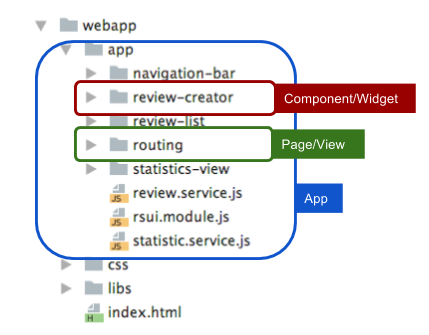 webapp
app
navigation-bar
review-creator
Component/Widget
review-list
routing
Page/View
statistics-view
JS review.service.js
App
JS rsui.module.js
JS statistic.service.js
css
libs
H index.html